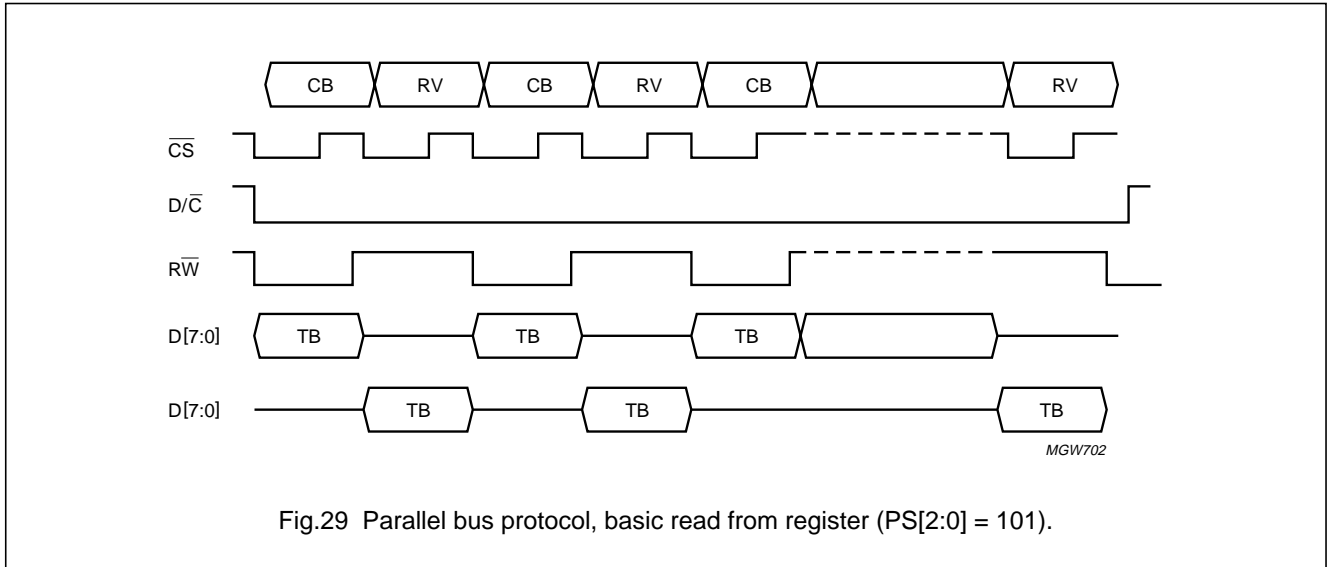 CB RV CB RV CB RV
C̅S̅
D/C̅
RW̅
D[7:0] TB TB TB
D[7:0] TB TB TB
MGW702
Fig.29 Parallel bus protocol, basic read from register (PS[2:0] = 101).